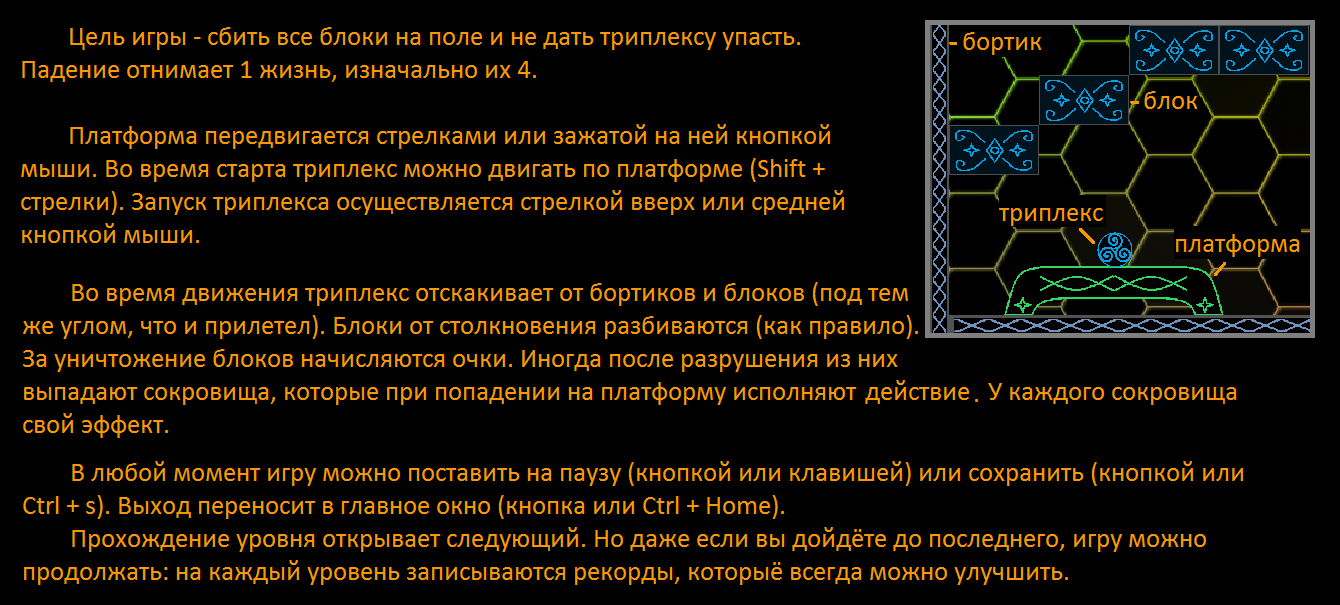 Цель игры - сбить все блоки на поле и не дать триплексу упасть.
Падение отнимает 1 жизнь, изначально их 4.
Платформа передвигается стрелками или зажатой на ней кнопкой
мыши. Во время старта триплекс можно двигать по платформе (Shift +
стрелки). Запуск триплекса осуществляется стрелкой вверх или средней
кнопкой мыши.
Во время движения триплекс отскакивает от бортиков и блоков (под тем
же углом, что и прилетел). Блоки от столкновения разбиваются (как правило).
За уничтожение блоков начисляются очки. Иногда после разрушения из них
выпадают сокровища, которые при попадении на платформу исполняют действие. У каждого сокровища
свой эффект.
В любой момент игру можно поставить на паузу (кнопкой или клавишей) или сохранить (кнопкой или
Ctrl + s). Выход переносит в главное окно (кнопка или Ctrl + Home).
Прохождение уровня открывает следующий. Но даже если вы дойдёте до последнего, игру можно
продолжать: на каждый уровень записываются рекорды, которыё всегда можно улучшить.
- бортик
- блок
триплекс
платформа